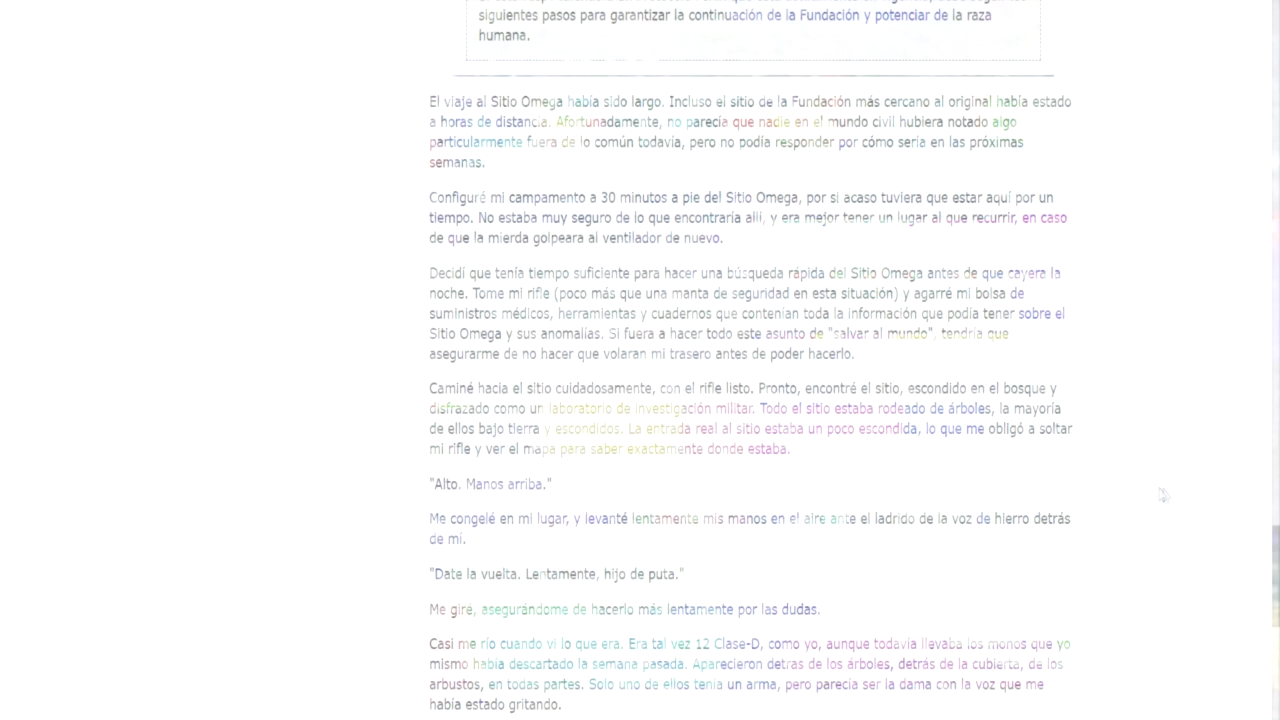 siguientes pasos para garantizar la continuación de la Fundación y potenciar de la raza
humana.
El viaje al Sitio Omega había sido largo. Incluso el sitio de la Fundación más cercano al original había estado
a horas de distancia. Afortunadamente, no parecía que nadie en el mundo civil hubiera notado algo
particularmente fuera de lo común todavía, pero no podía responder por cómo sería en las próximas
semanas.
Configuré mi campamento a 30 minutos a pie del Sitio Omega, por si acaso tuviera que estar aquí por un
tiempo. No estaba muy seguro de lo que encontraría allí, y era mejor tener un lugar al que recurrir, en caso
de que la mierda golpeara al ventilador de nuevo.
Decidí que tenía tiempo suficiente para hacer una búsqueda rápida del Sitio Omega antes de que cayera la
noche. Tome mi rifle (poco más que una manta de seguridad en esta situación) y agarré mi bolsa de
suministros médicos, herramientas y cuadernos que contenían toda la información que podía tener sobre el
Sitio Omega y sus anomalías. Si fuera a hacer todo este asunto de "salvar al mundo", tendría que
asegurarme de no hacer que volaran mi trasero antes de poder hacerlo.
Caminé hacia el sitio cuidadosamente, con el rifle listo. Pronto, encontré el sitio, escondido en el bosque y
disfrazado como un laboratorio de investigación militar. Todo el sitio estaba rodeado de árboles, la mayoría
de ellos bajo tierra y escondidos. La entrada real al sitio estaba un poco escondida, lo que me obligó a soltar
mi rifle y ver el mapa para saber exactamente donde estaba.
"Alto. Manos arriba."
Me congelé en mi lugar, y levanté lentamente mis manos en el aire ante el ladrido de la voz de hierro detrás
de mí.
"Date la vuelta. Lentamente, hijo de puta."
Me giré, asegurándome de hacerlo más lentamente por las dudas.
Casi me río cuando vi lo que era. Era tal vez 12 Clase-D, como yo, aunque todavía llevaba los monos que yo
mismo había descartado la semana pasada. Aparecieron detrás de los árboles, detrás de la cubierta, de los
arbustos, en todas partes. Solo uno de ellos tenía un arma, pero parecía ser la dama con la voz que me
había estado gritando.